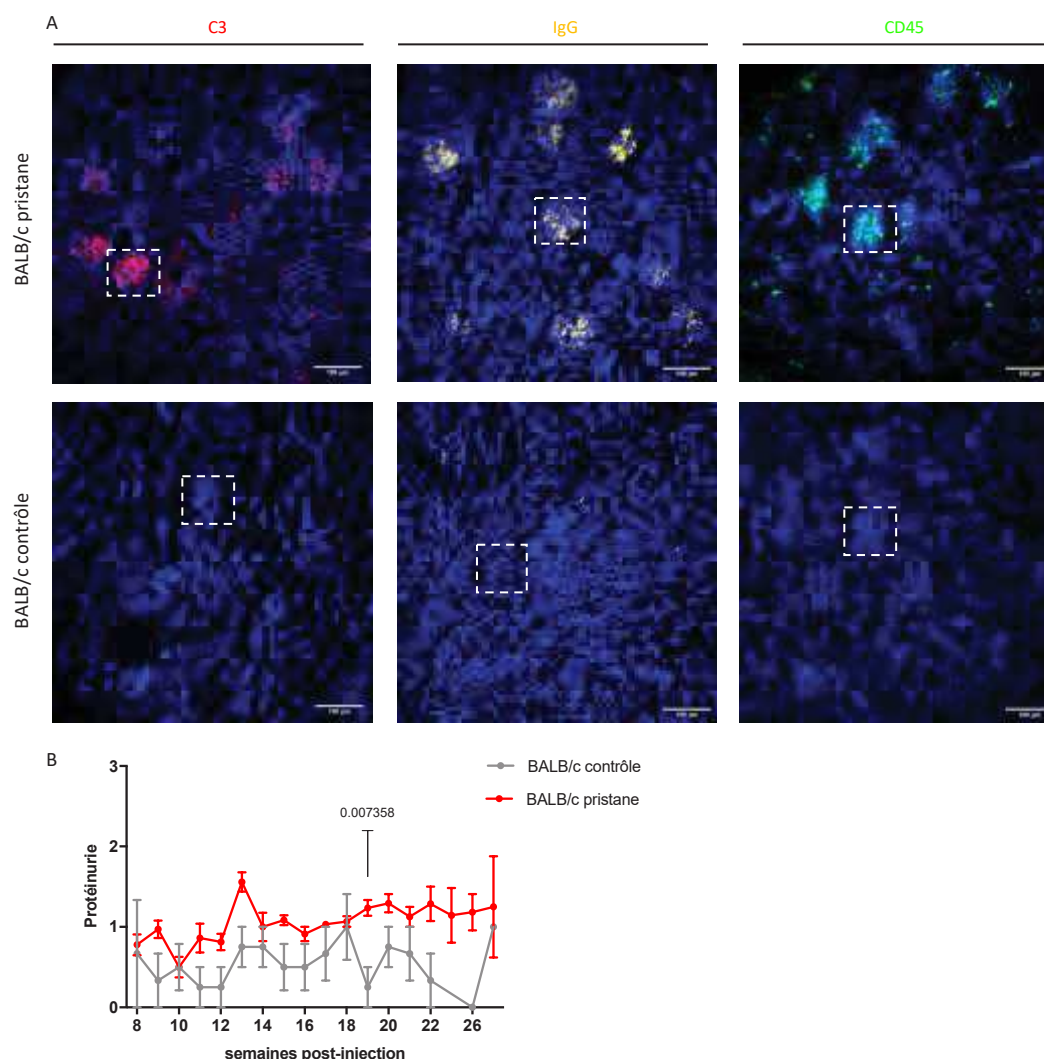 A
C3
IgG
CD45
BALB/c pristane
BALB/c contrôle
B
Protéinurie
3
2
1
0
0.007358
BALB/c contrôle
BALB/c pristane
8
10
12
14
16
18
20
22
26
semaines post-injection